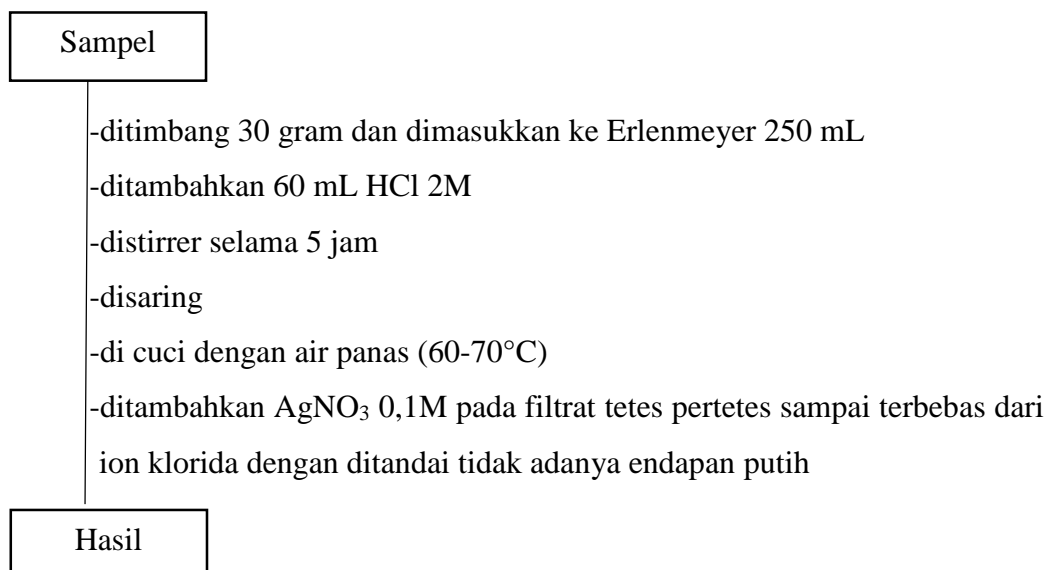 Sampel
-ditimbang 30 gram dan dimasukkan ke Erlenmeyer 250 mL
-ditambahkan 60 mL HCl 2M
-distirrer selama 5 jam
-disaring
-di cuci dengan air panas (60-70°C)
-ditambahkan AgNO₃ 0,1M pada filtrat tetes pertetes sampai terbebas dari
ion klorida dengan ditandai tidak adanya endapan putih
Hasil